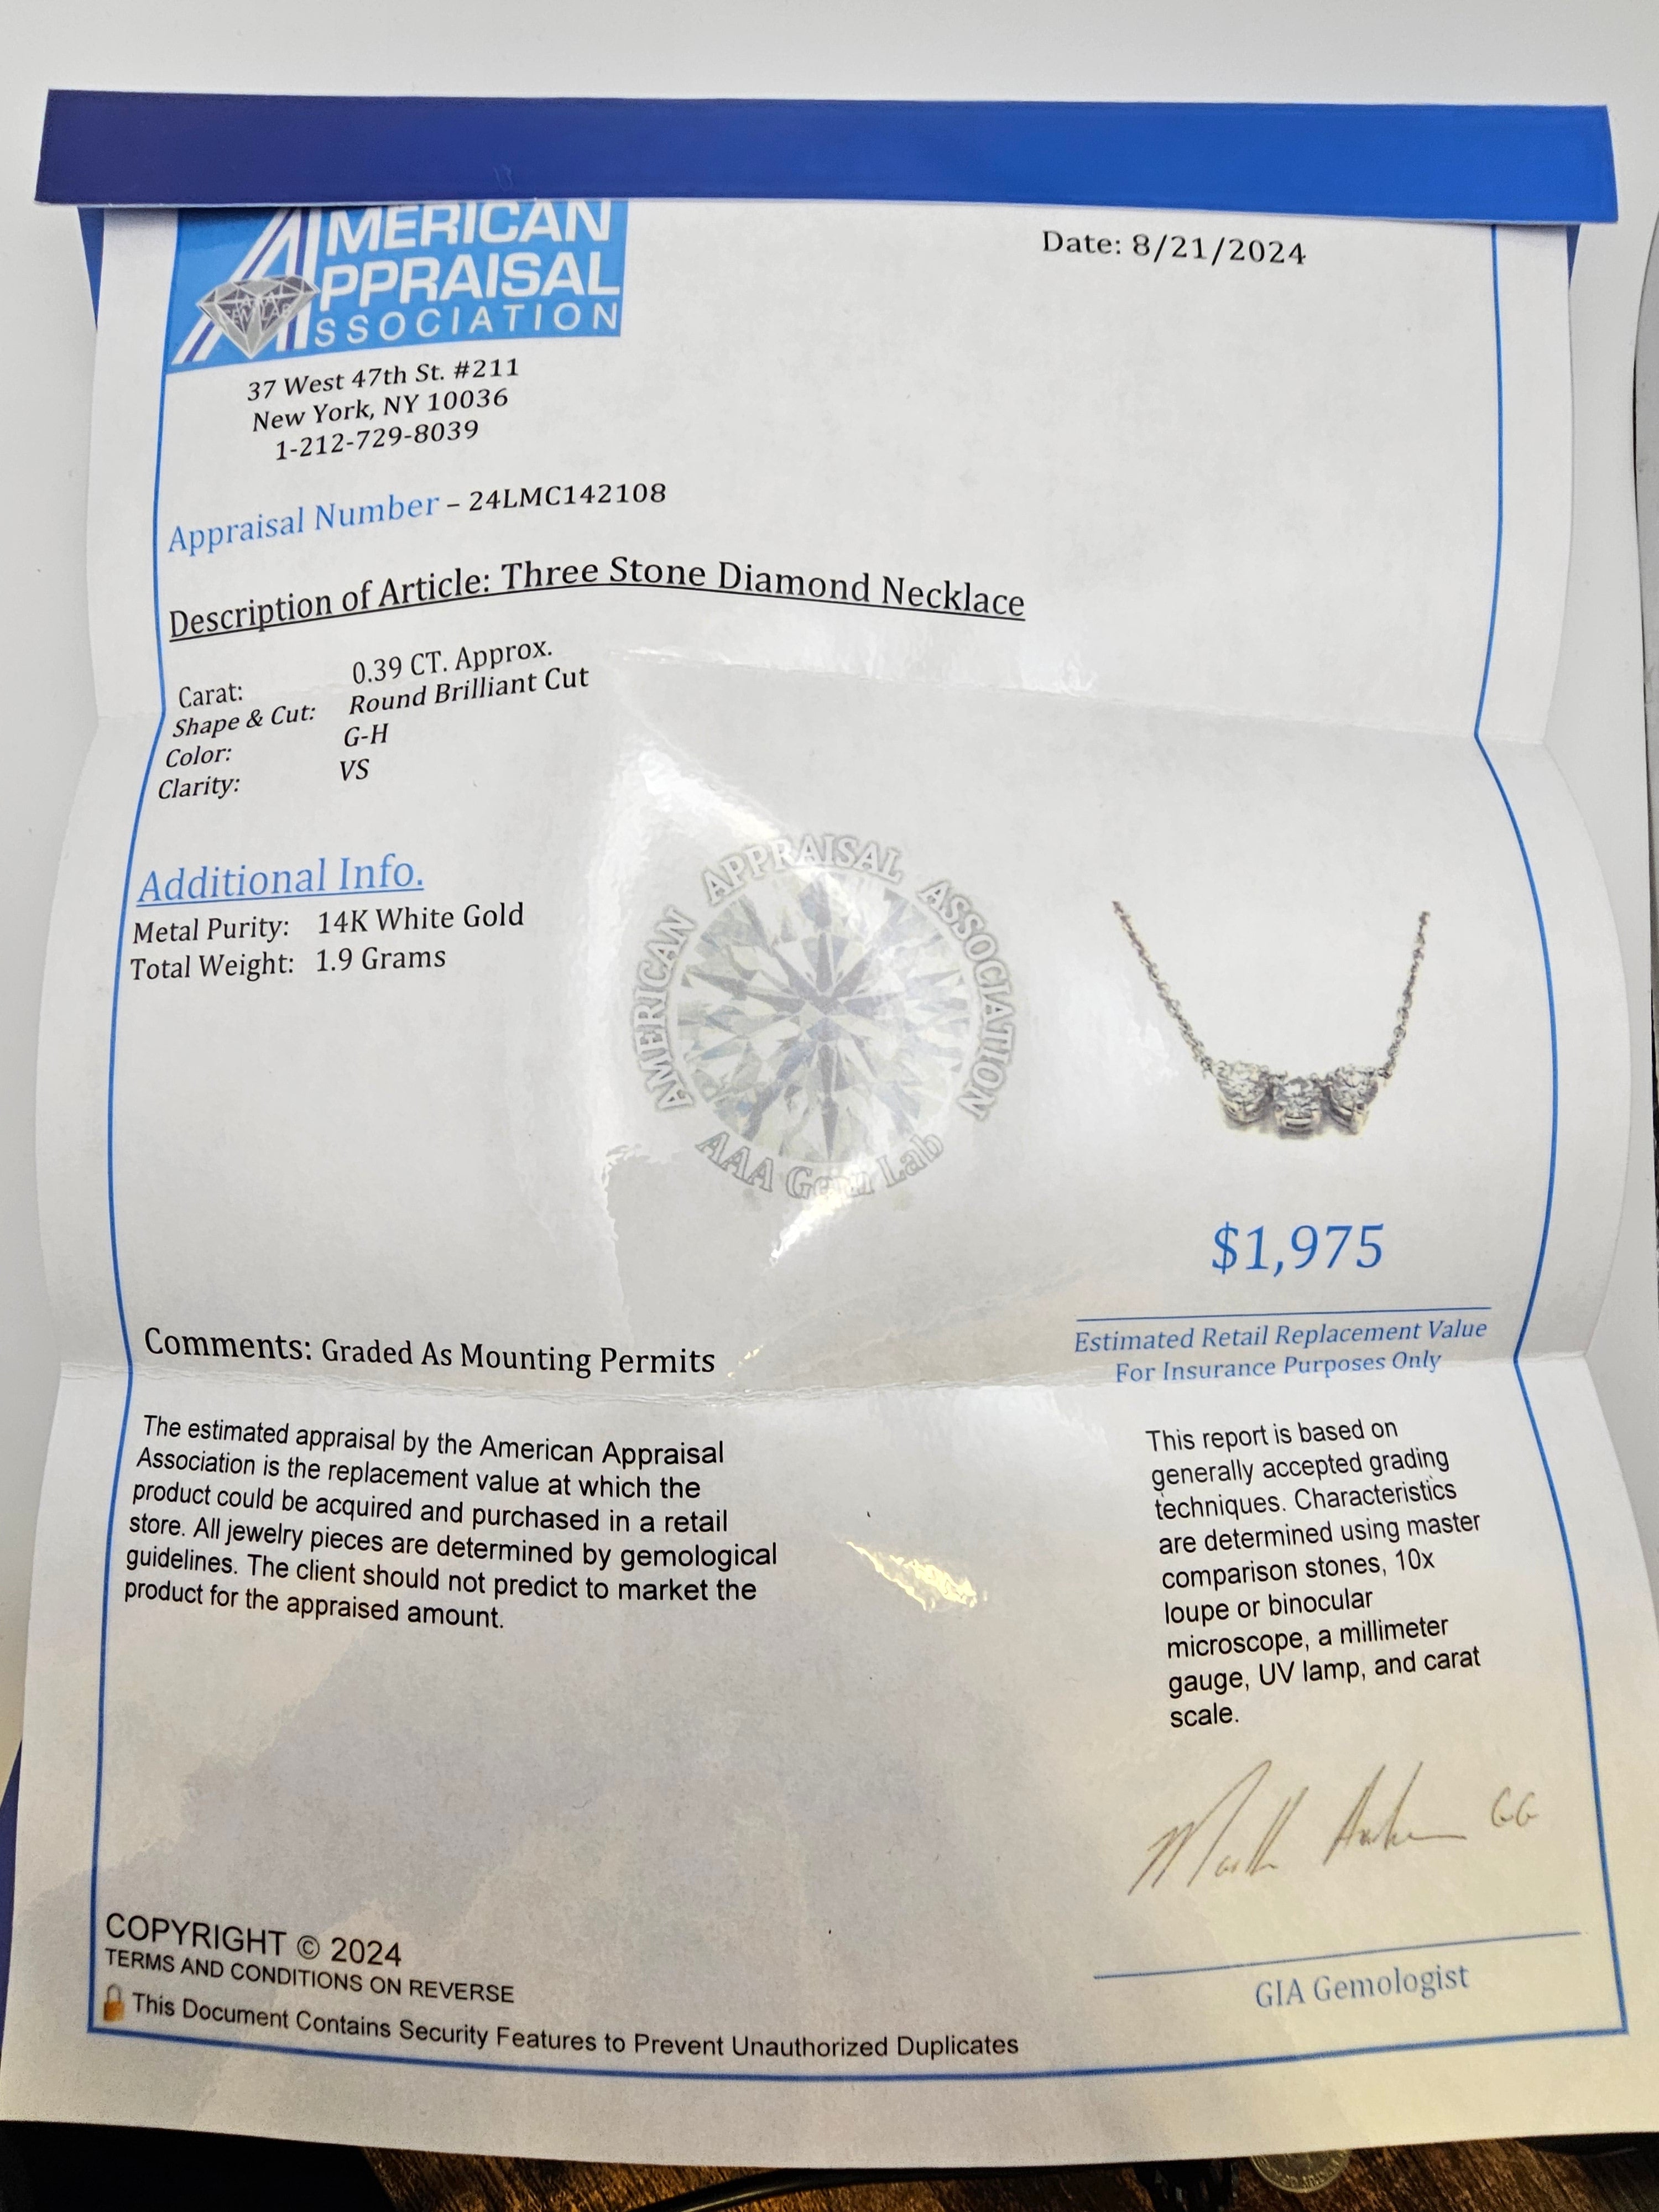 AMERICAN
APPRAISAL
ASSOCIATION
AAA
GEM LAB
Date: 8/21/2024
37 West 47th St. #211
New York, NY 10036
1-212-729-8039
Appraisal Number – 24LMC142108
Description of Article: Three Stone Diamond Necklace
Carat: 0.39 CT. Approx.
Shape & Cut: Round Brilliant Cut
Color: G-H
Clarity: VS
Additional Info.
Metal Purity: 14K White Gold
Total Weight: 1.9 Grams
AMERICAN APPRAISAL ASSOCIATION
AAA Gem Lab
$1,975
Estimated Retail Replacement Value
For Insurance Purposes Only
Comments: Graded As Mounting Permits
The estimated appraisal by the American Appraisal
Association is the replacement value at which the
product could be acquired and purchased in a retail
store. All jewelry pieces are determined by gemological
guidelines. The client should not predict to market the
product for the appraised amount.
This report is based on
generally accepted grading
techniques. Characteristics
are determined using master
comparison stones, 10x
loupe or binocular
microscope, a millimeter
gauge, UV lamp, and carat
scale.
GG
GIA Gemologist
COPYRIGHT © 2024
TERMS AND CONDITIONS ON REVERSE
This Document Contains Security Features to Prevent Unauthorized Duplicates